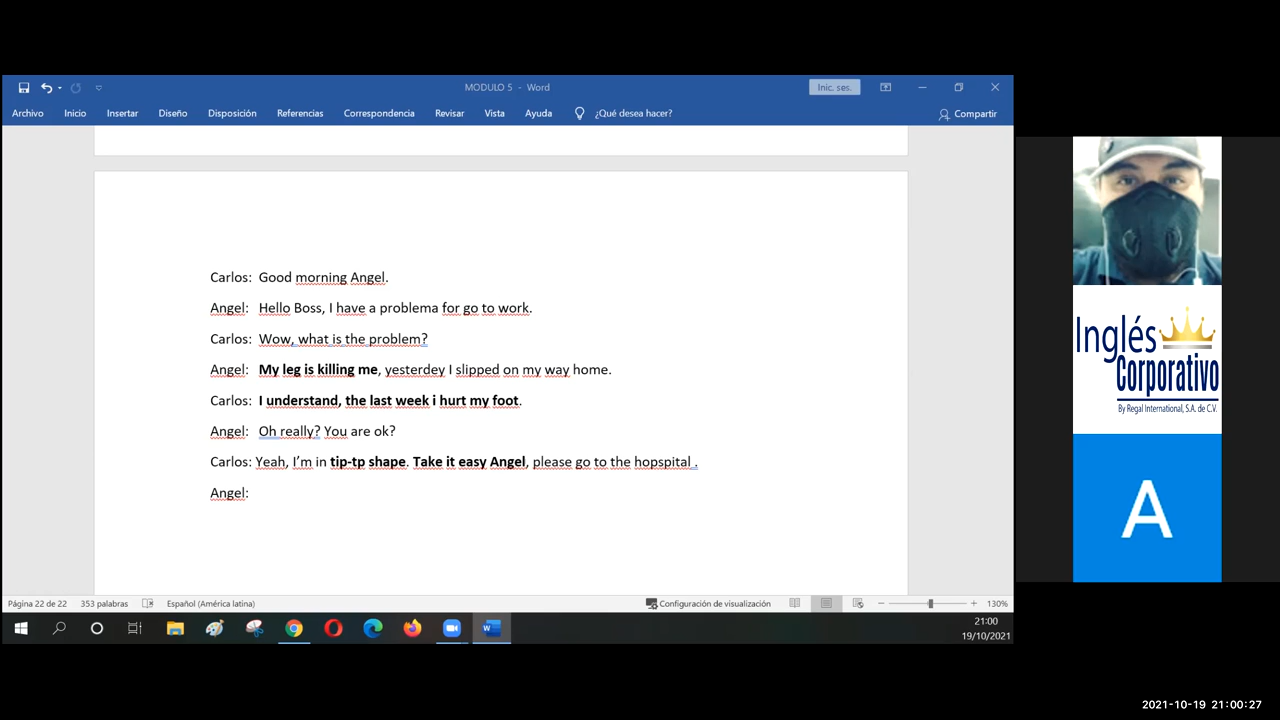 MODULO 5 - Word
Inic. ses.
Archivo Inicio Insertar Diseño Disposición Referencias Correspondencia Revisar Vista Ayuda ¿Qué desea hacer? Compartir
Carlos: Good morning Angel.
Angel: Hello Boss, I have a problema for go to work.
Carlos: Wow, what is the problem?
Angel: My leg is killing me, yesterdey I slipped on my way home.
Carlos: I understand, the last week i hurt my foot.
Angel: Oh really? You are ok?
Carlos: Yeah, I'm in tip-tp shape. Take it easy Angel, please go to the hopspital .
Angel:
Inglés
Corporativo
By Regal International, S.A. de C.V.
A
Página 22 de 22 353 palabras Español (América latina) Configuración de visualización 130%
21:00
19/10/2021
2021-10-19 21:00:27